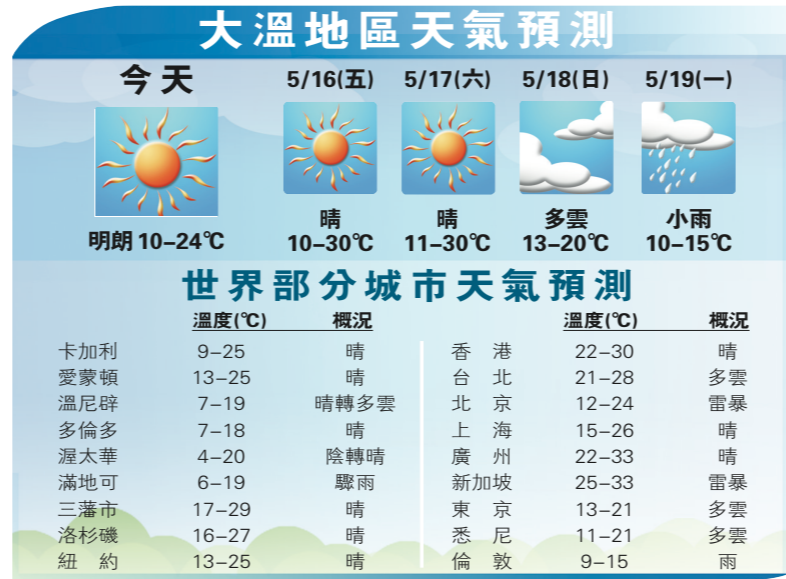 大溫地區天氣預測
今天 5/16(五) 5/17(六) 5/18(日) 5/19(一)
晴 晴 多雲 小雨
明朗 10–24℃ 10–30℃ 11–30℃ 13–20℃ 10–15℃
世界部分城市天氣預測
溫度(℃) 概況 溫度(℃) 概況
卡加利 9–25 晴 香港 22–30 晴
愛蒙頓 13–25 晴 台北 21–28 多雲
溫尼辟 7–19 晴轉多雲 北京 12–24 雷暴
多倫多 7–18 晴 上海 15–26 晴
渥太華 4–20 陰轉晴 廣州 22–33 晴
滿地可 6–19 驟雨 新加坡 25–33 雷暴
三藩市 17–29 晴 東京 13–21 多雲
洛杉磯 16–27 晴 悉尼 11–21 多雲
紐約 13–25 晴 倫敦 9–15 雨